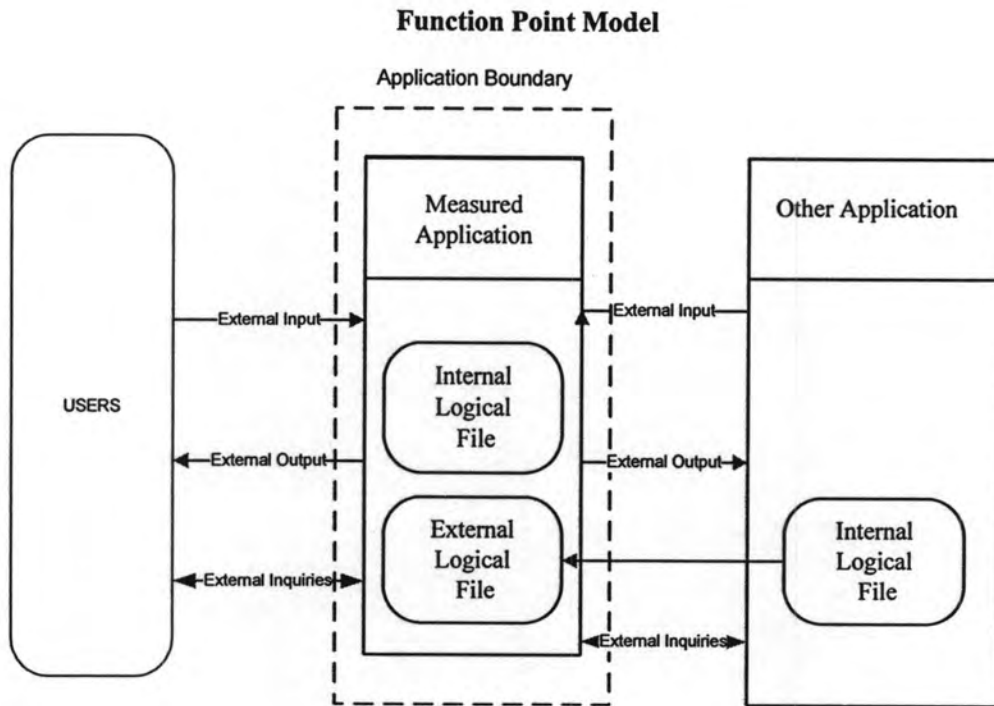 Function Point Model
Application Boundary
Measured
Application
Other Application
External Input
External Input
Internal
Logical
File
USERS
External Output
External Output
External
Logical
File
Internal
Logical
File
External Inquiries
External Inquiries